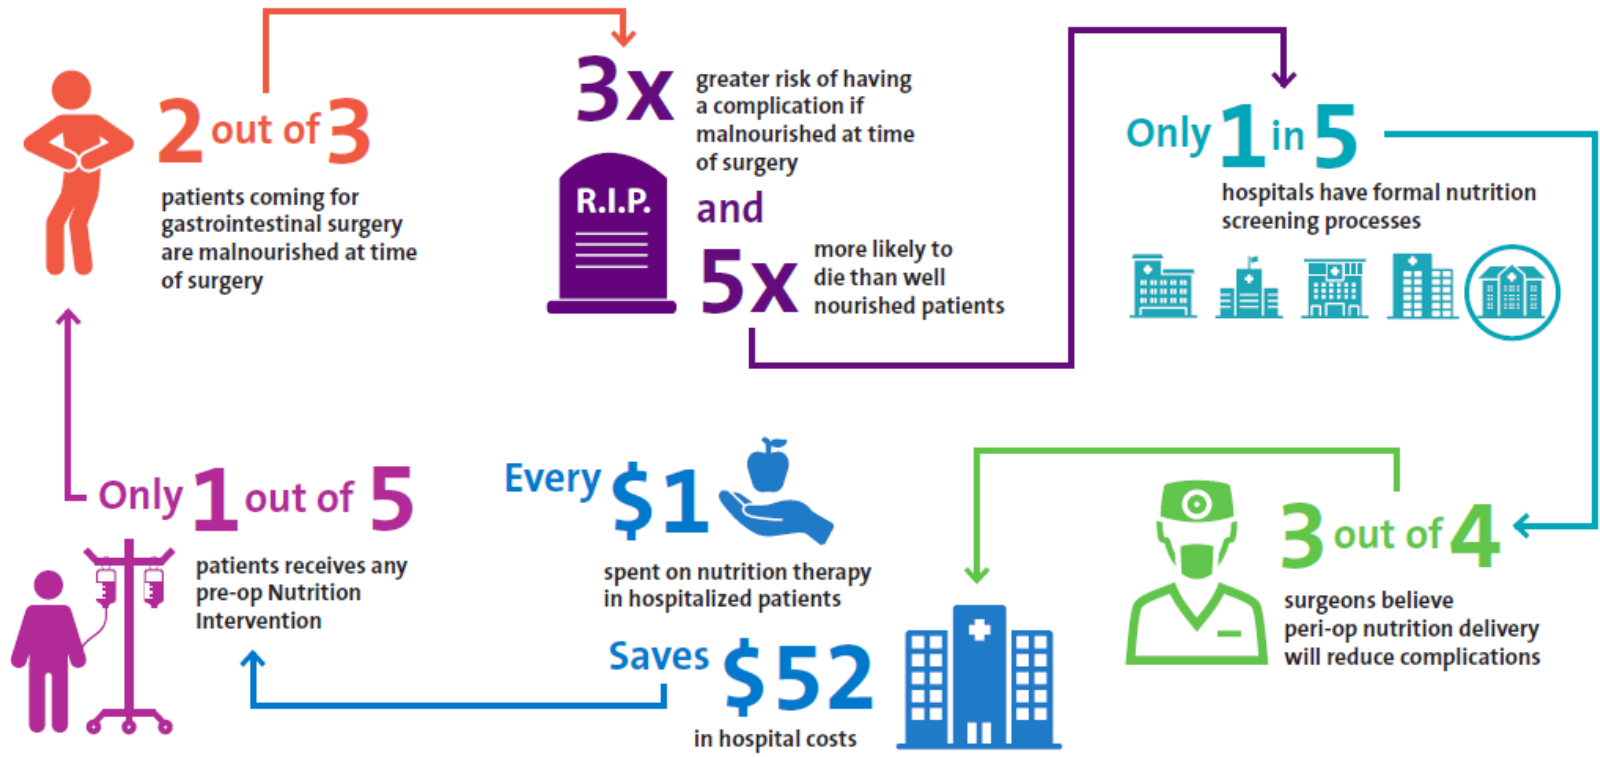 2 out of 3
patients coming for
gastrointestinal surgery
are malnourished at time
of surgery
3x
greater risk of having
a complication if
malnourished at time
of surgery
R.I.P.
and
5x
more likely to
die than well
nourished patients
Only 1 in 5
hospitals have formal nutrition
screening processes
3 out of 4
surgeons believe
peri-op nutrition delivery
will reduce complications
Every $1
spent on nutrition therapy
in hospitalized patients
Saves $52
in hospital costs
Only 1 out of 5
patients receives any
pre-op Nutrition
Intervention